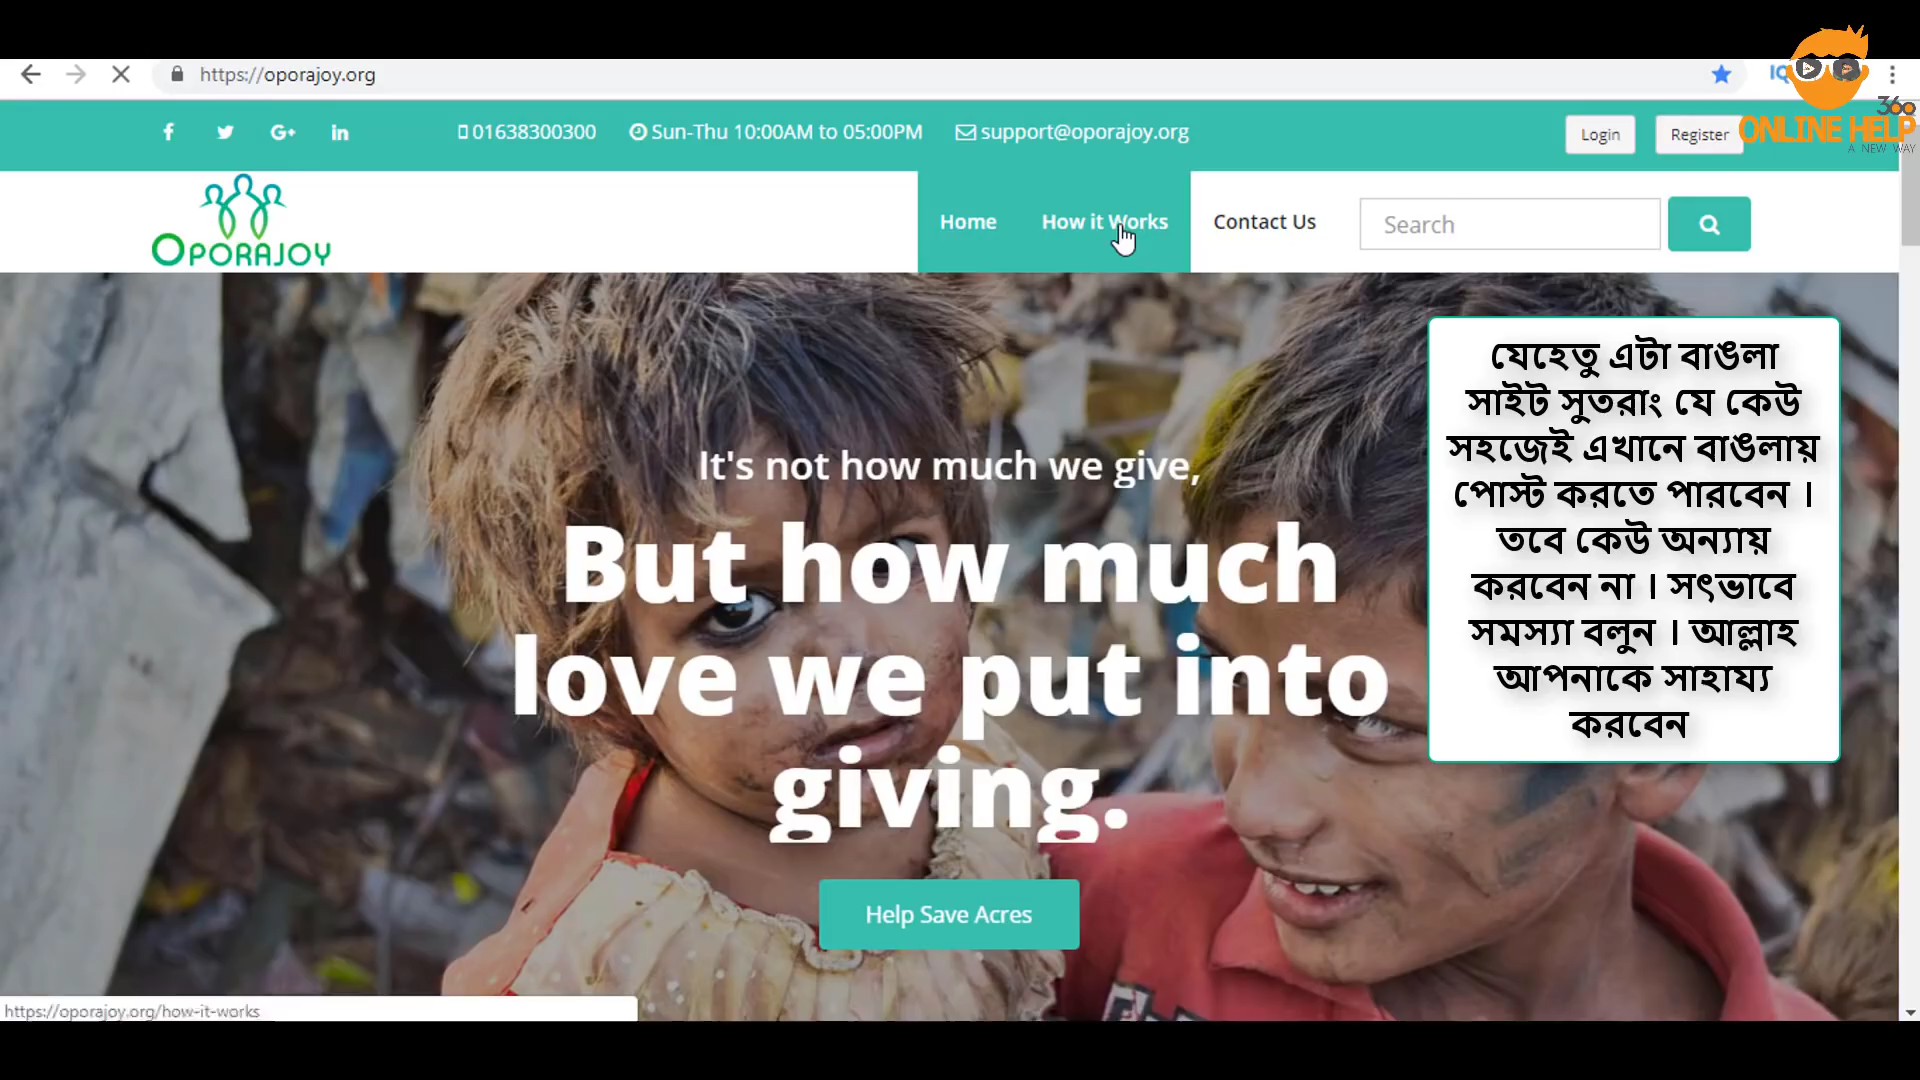 https://oporajoy.org
IQ
360
ONLINE HELP
A NEW WAY
01638300300 Sun-Thu 10:00AM to 05:00PM support@oporajoy.org
Login Register
OPORAJOY
Home How it Works Contact Us Search
It's not how much we give,
But how much
love we put into
giving.
Help Save Acres
যেহেতু এটা বাঙলা
সাইট সুতরাং যে কেউ
সহজেই এখানে বাঙলায়
পোস্ট করতে পারবেন ।
তবে কেউ অন্যায়
করবেন না । সৎভাবে
সমস্যা বলুন । আল্লাহ
আপনাকে সাহায্য
করবেন
https://oporajoy.org/how-it-works